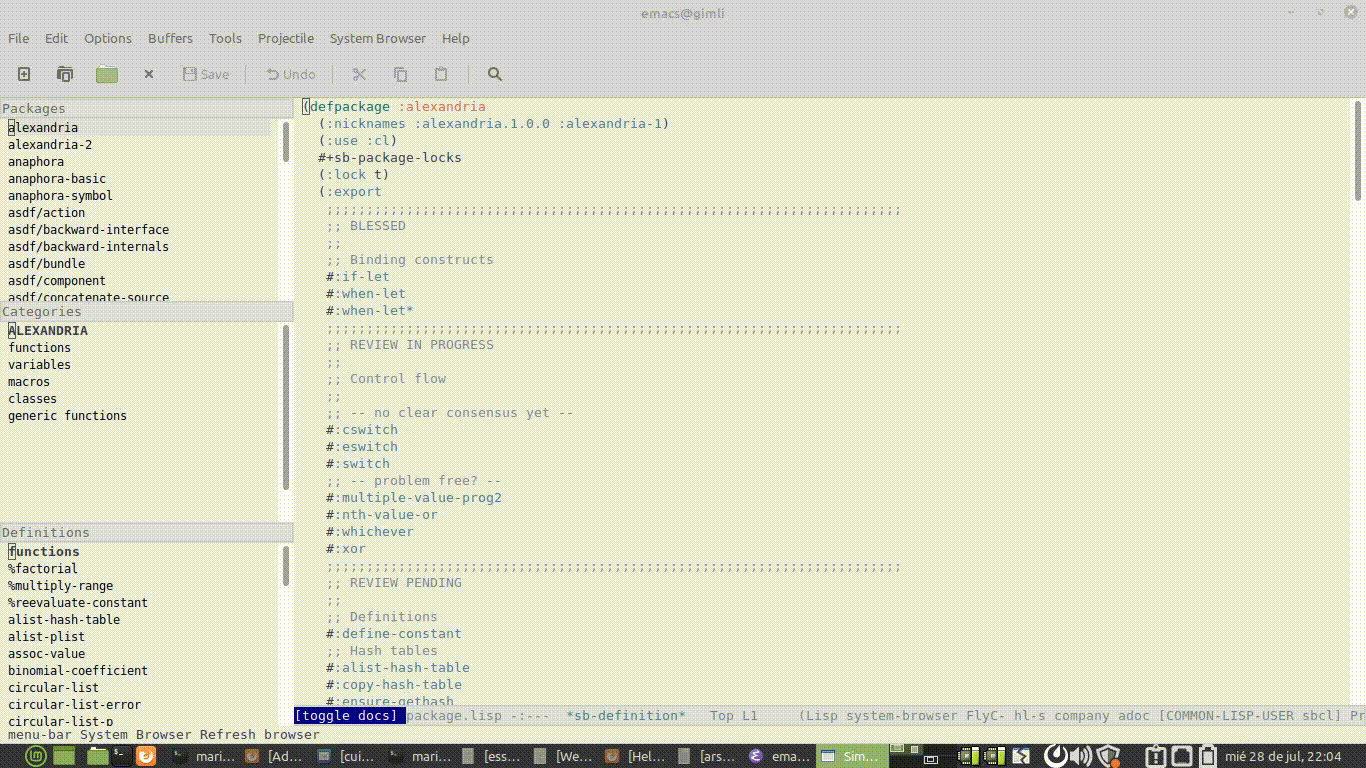 emacs@gimli
File Edit Options Buffers Tools Projectile System Browser Help
Save Undo
Packages
alexandria
alexandria-2
anaphora
anaphora-basic
anaphora-symbol
asdf/action
asdf/backward-interface
asdf/backward-internals
asdf/bundle
asdf/component
asdf/concatenate-source
Categories
ALEXANDRIA
functions
variables
macros
classes
generic functions
Definitions
functions
%factorial
%multiply-range
%reevaluate-constant
alist-hash-table
alist-plist
assoc-value
binomial-coefficient
circular-list
circular-list-error
circular-list-p
(defpackage :alexandria
(:nicknames :alexandria.1.0.0 :alexandria-1)
(:use :cl)
#+sb-package-locks
(:lock t)
(:export
;;;;;;;;;;;;;;;;;;;;;;;;;;;;;;;;;;;;;;;;;;;;;;;;;;;;;;;;;;;;;;;;;;;;;;;;
;; BLESSED
;;
;; Binding constructs
#:if-let
#:when-let
#:when-let*
;;;;;;;;;;;;;;;;;;;;;;;;;;;;;;;;;;;;;;;;;;;;;;;;;;;;;;;;;;;;;;;;;;;;;;;;
;; REVIEW IN PROGRESS
;;
;; Control flow
;;
;; -- no clear consensus yet --
#:cswitch
#:eswitch
#:switch
;; -- problem free? --
#:multiple-value-prog2
#:nth-value-or
#:whichever
#:xor
;;;;;;;;;;;;;;;;;;;;;;;;;;;;;;;;;;;;;;;;;;;;;;;;;;;;;;;;;;;;;;;;;;;;;;;;
;; REVIEW PENDING
;;
;; Definitions
#:define-constant
;; Hash tables
#:alist-hash-table
#:copy-hash-table
#:ensure-gethash
[toggle docs] package.lisp -:--- *sb-definition* Top L1 (Lisp system-browser FlyC- hl-s company adoc [COMMON-LISP-USER sbcl] Pr
menu-bar System Browser Refresh browser
mari... [Ad... [cui... mari... [ess... [We... [Hel... [ars... ema... Sim... mié 28 de jul, 22:04